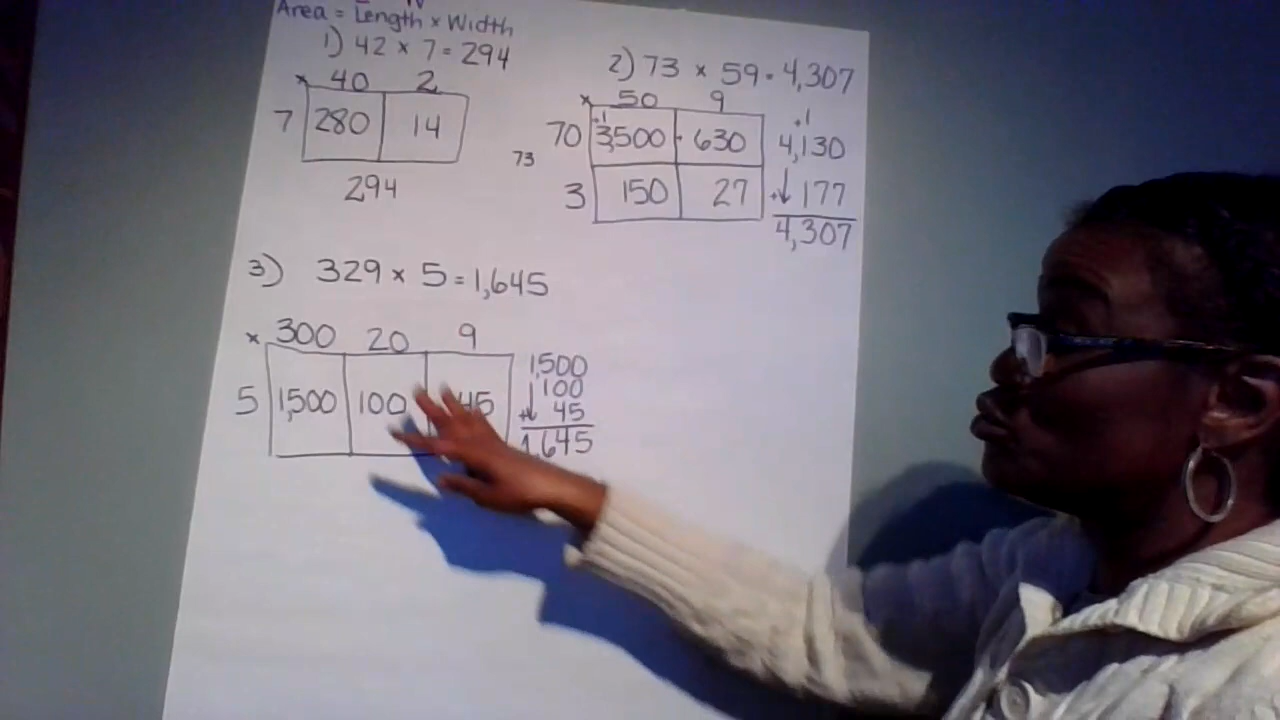 Area = Length × Width
1) 42 × 7 = 294
× 40 2
7 280 14
294
2) 73 × 59 = 4,307
× 50 9
+1
70 3,500 + 630
73
3 150 27
+1
4,130
+ 177
4,307
3) 329 × 5 = 1,645
× 300 20 9
5 1,500 100 45
1,500
100
+ 45
1,645